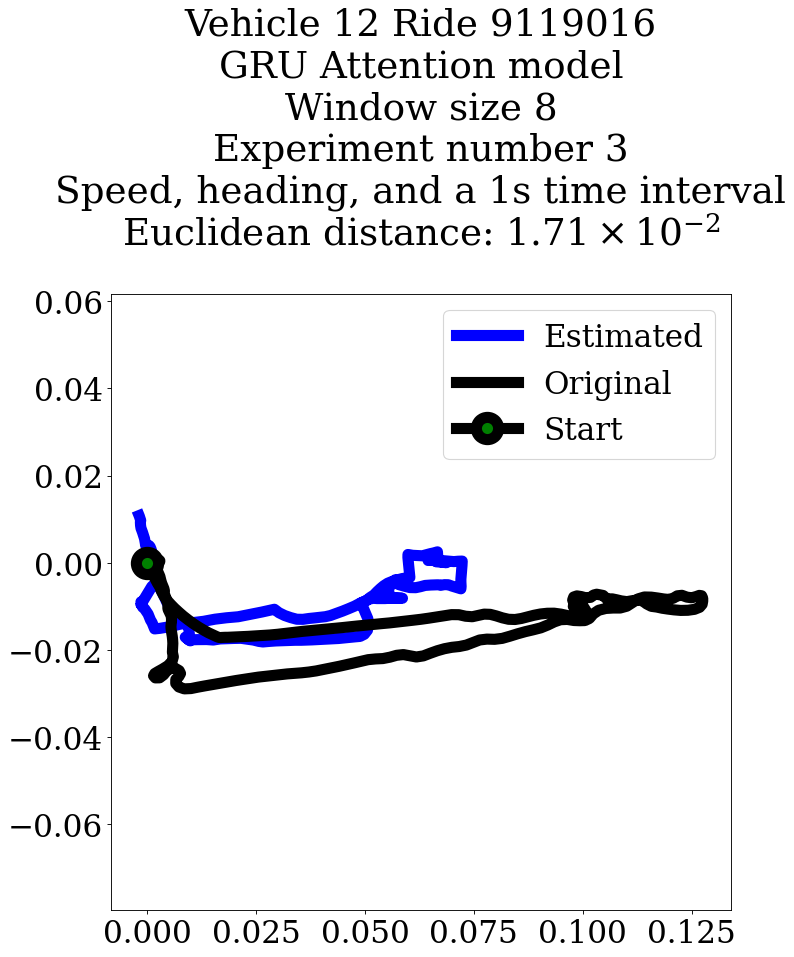 Vehicle 12 Ride 9119016
GRU Attention model
Window size 8
Experiment number 3
Speed, heading, and a 1s time interval
Euclidean distance: 1.71 × 10⁻²
Estimated
Original
Start
0.06
0.04
0.02
0.00
−0.02
−0.04
−0.06
0.000 0.025 0.050 0.075 0.100 0.125